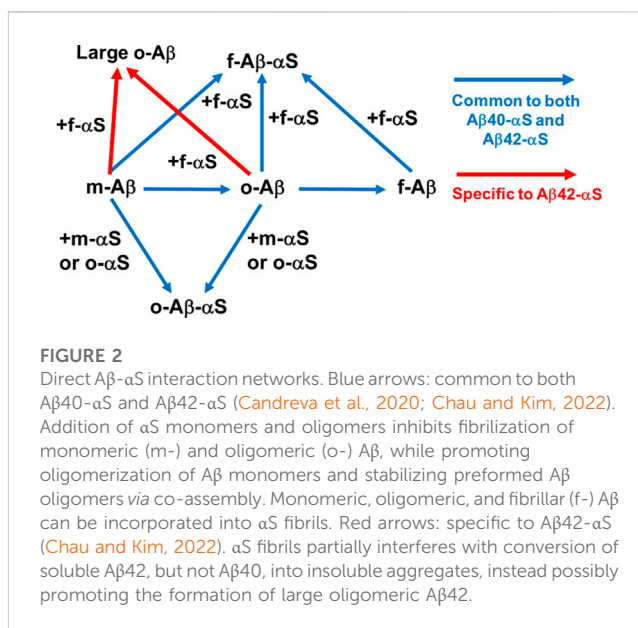 Large o-Aβ
f-Aβ-αS
+f-αS
+f-αS
+f-αS
+f-αS
+f-αS
Common to both
Aβ40-αS and
Aβ42-αS
m-Aβ
o-Aβ
f-Aβ
Specific to Aβ42-αS
+m-αS
or o-αS
+m-αS
or o-αS
o-Aβ-αS
FIGURE 2
Direct Aβ-αS interaction networks. Blue arrows: common to both
Aβ40-αS and Aβ42-αS (Candreva et al., 2020; Chau and Kim, 2022).
Addition of αS monomers and oligomers inhibits fibrilization of
monomeric (m-) and oligomeric (o-) Aβ, while promoting
oligomerization of Aβ monomers and stabilizing preformed Aβ
oligomers via co-assembly. Monomeric, oligomeric, and fibrillar (f-) Aβ
can be incorporated into αS fibrils. Red arrows: specific to Aβ42-αS
(Chau and Kim, 2022). αS fibrils partially interferes with conversion of
soluble Aβ42, but not Aβ40, into insoluble aggregates, instead possibly
promoting the formation of large oligomeric Aβ42.